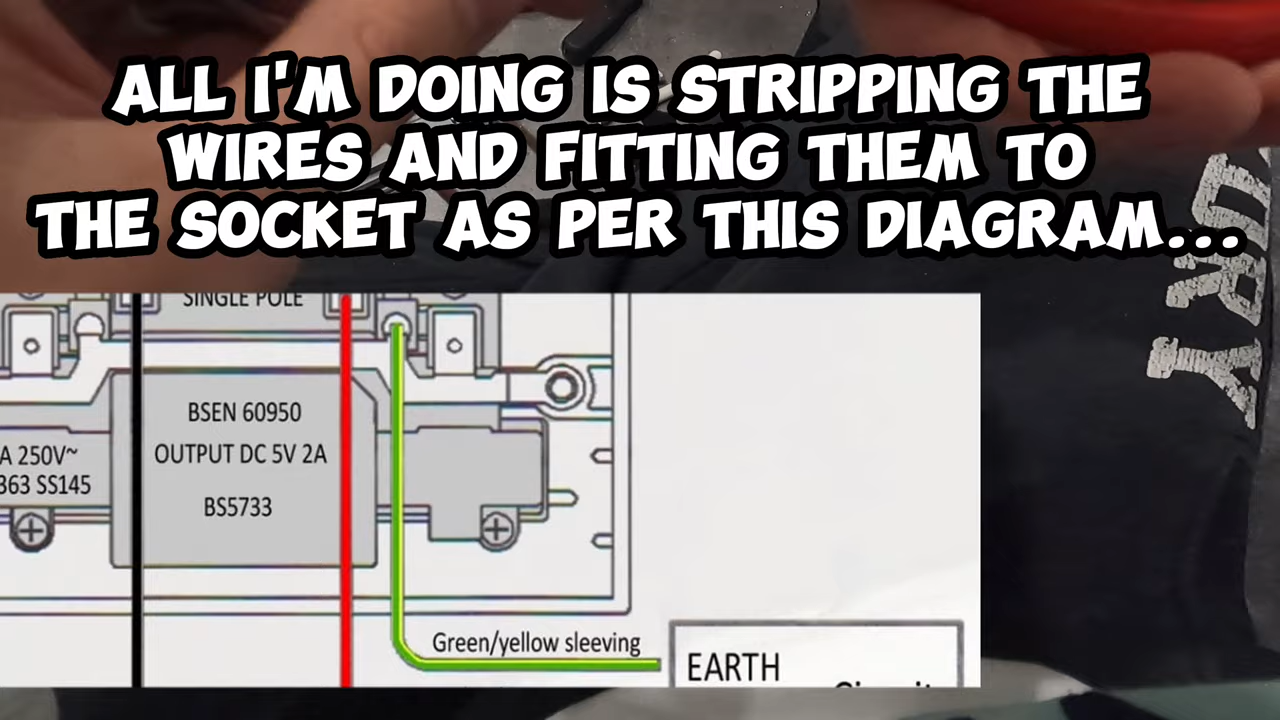 ALL I'M DOING IS STRIPPING THE
WIRES AND FITTING THEM TO
THE SOCKET AS PER THIS DIAGRAM...
SINGLE POLE
BSEN 60950
OUTPUT DC 5V 2A
BS5733
A 250V~
363 SS145
Green/yellow sleeving
EARTH